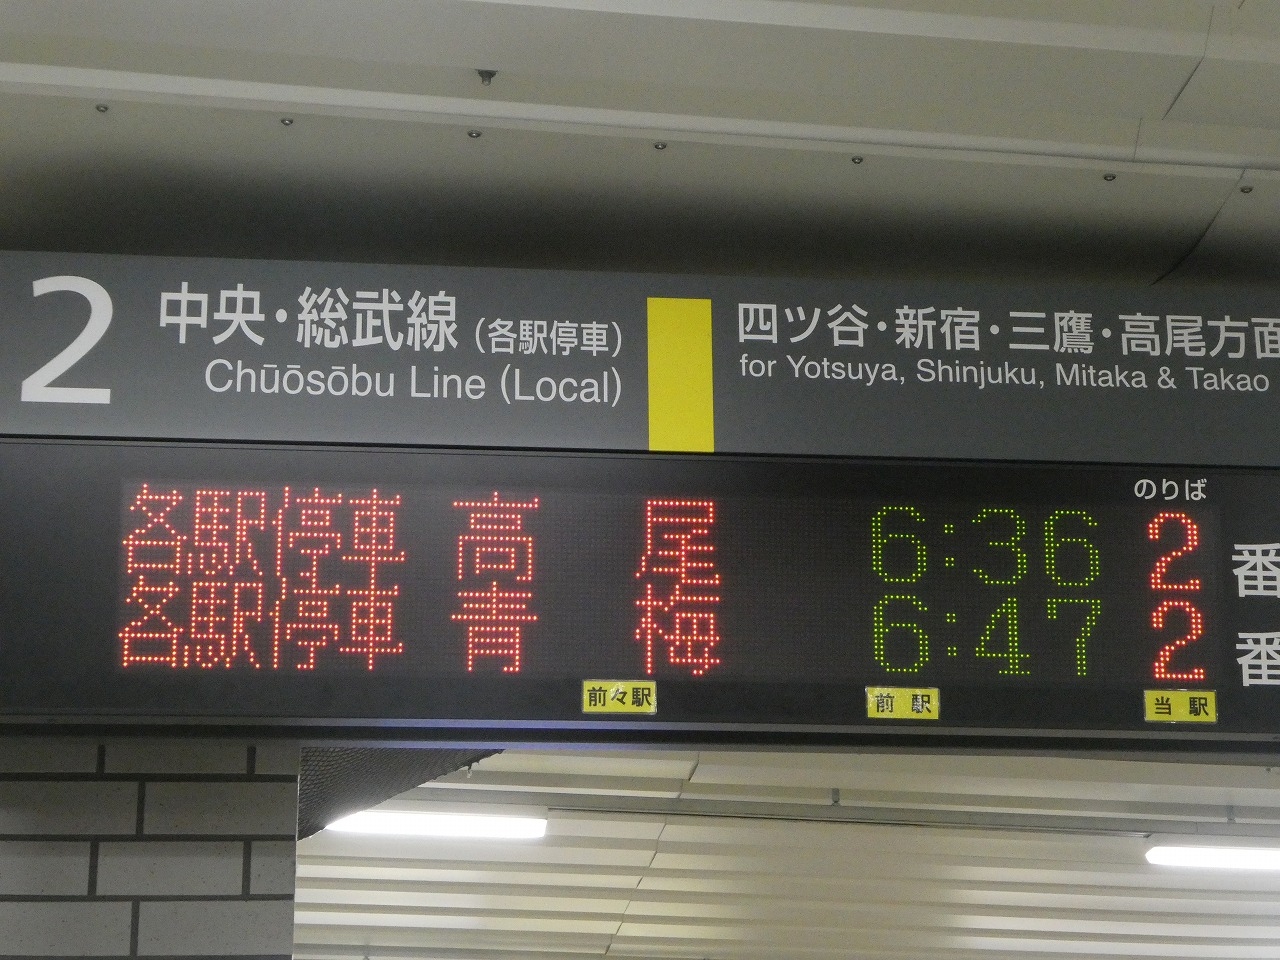 2 中央・総武線 (各駅停車) 四ツ谷・新宿・三鷹・高尾方面
Chūōsōbu Line (Local) for Yotsuya, Shinjuku, Mitaka & Takao
のりば
各駅停車 高 尾 6:36 2 番
各駅停車 青 梅 6:47 2 番
前々駅 前 駅 当 駅